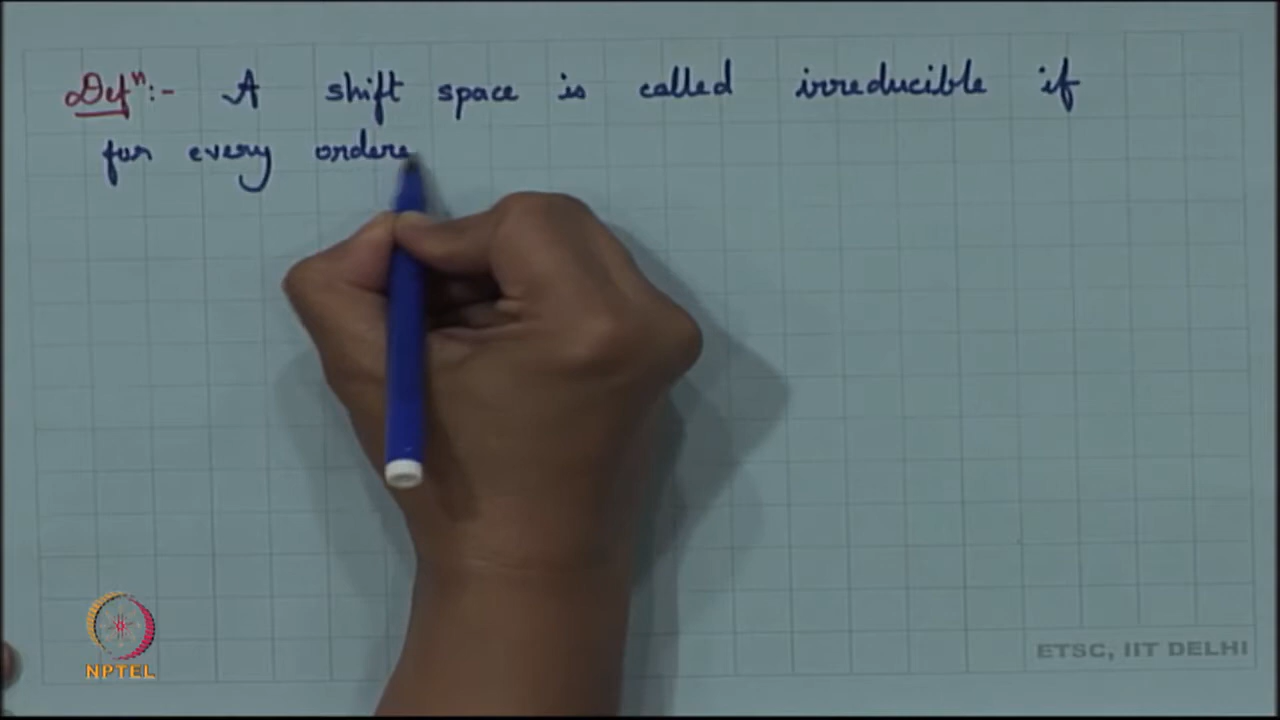 Defn:- A shift space is called irreducible if
for every ordere
NPTEL
ETSC, IIT DELHI